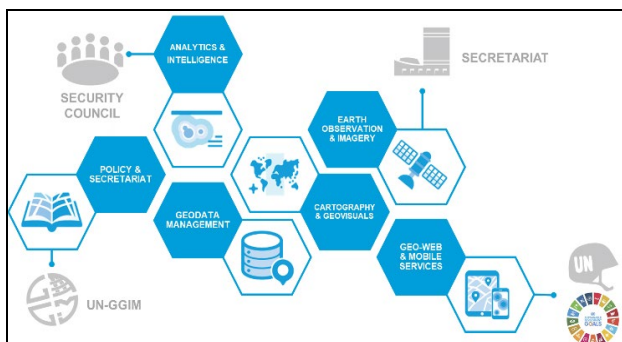 ANALYTICS &
INTELLIGENCE
SECURITY
COUNCIL
SECRETARIAT
EARTH
OBSERVATION
& IMAGERY
POLICY &
SECRETARIAT
GEODATA
MANAGEMENT
CARTOGRAPHY
& GEOVISUALS
GEO-WEB
& MOBILE
SERVICES
UN-GGIM
UN
GOALS